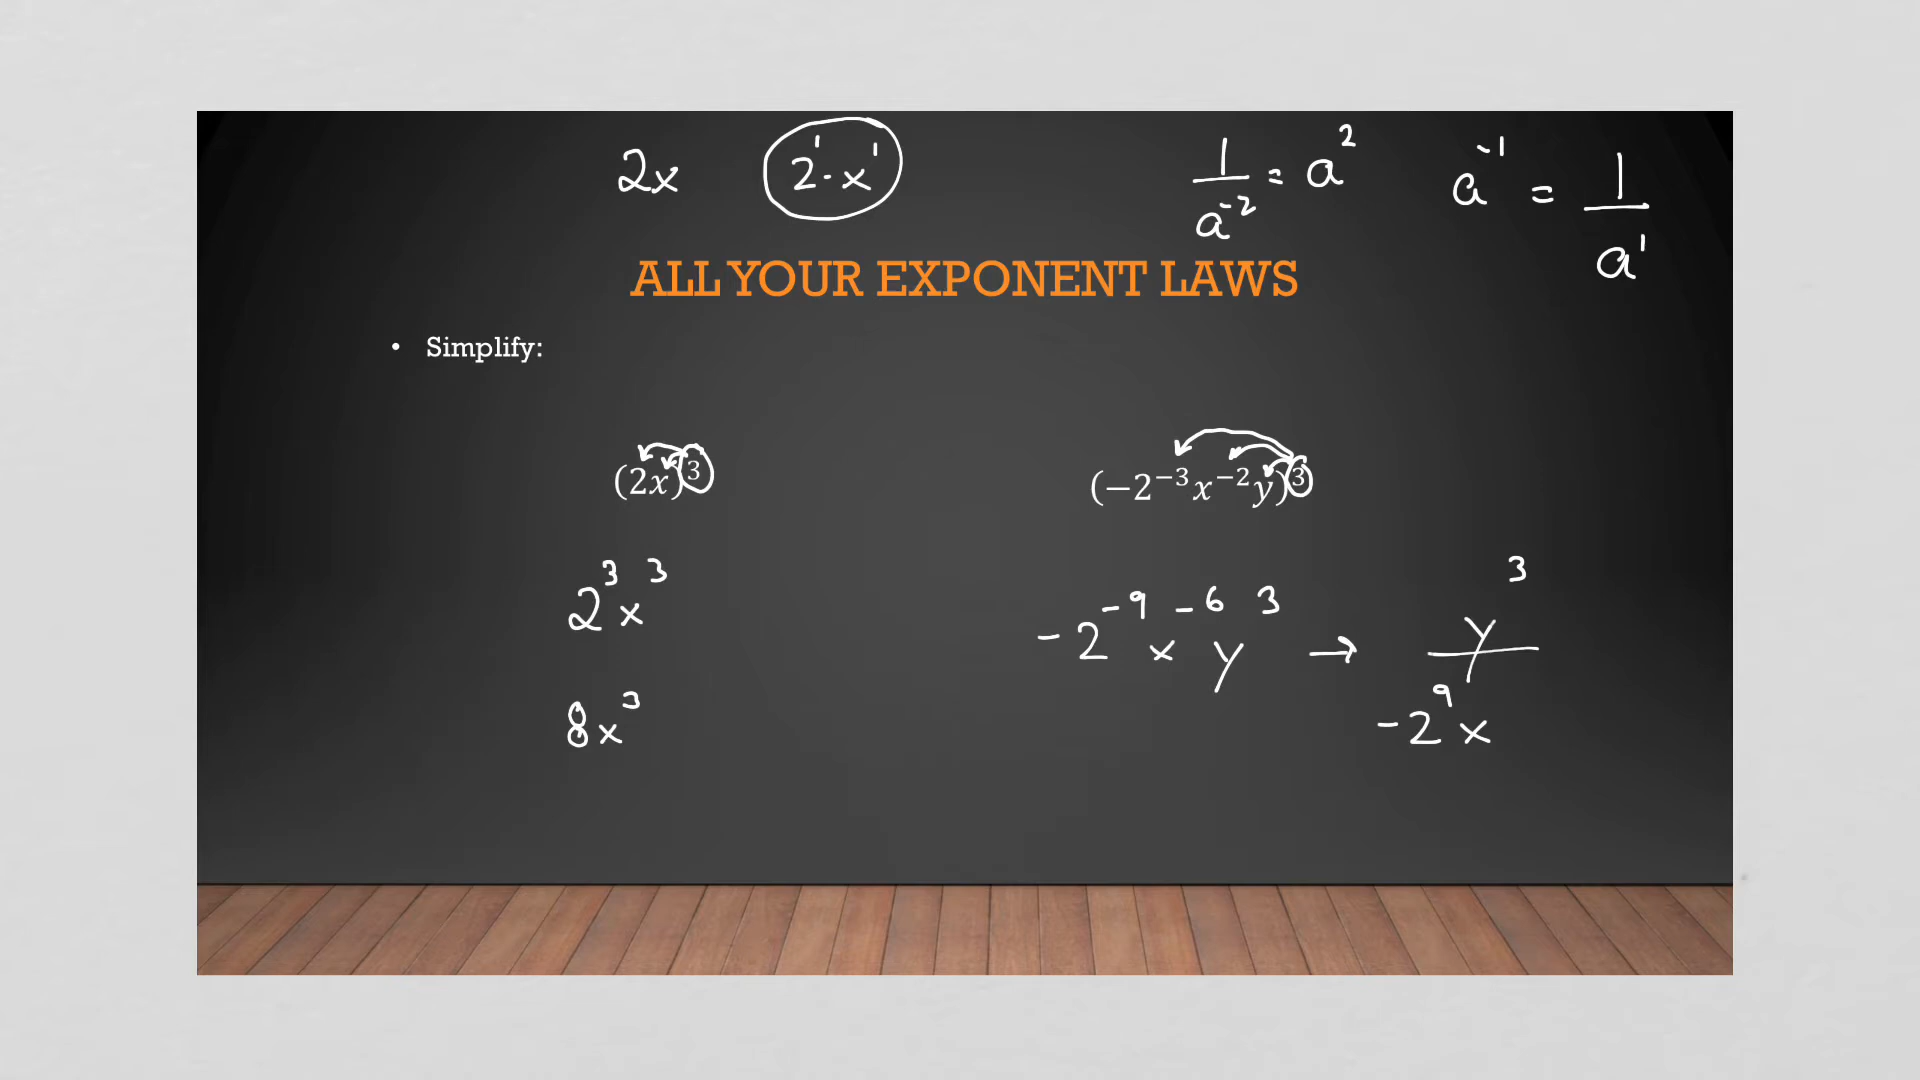 2x 2¹·x¹ 1/a⁻² = a² a⁻¹ = 1/a¹
ALL YOUR EXPONENT LAWS
• Simplify:
(2x)³ (−2⁻³x⁻²y)³
2³x³ -2⁻⁹x⁻⁶y³ → y³/-2⁹x
8x³